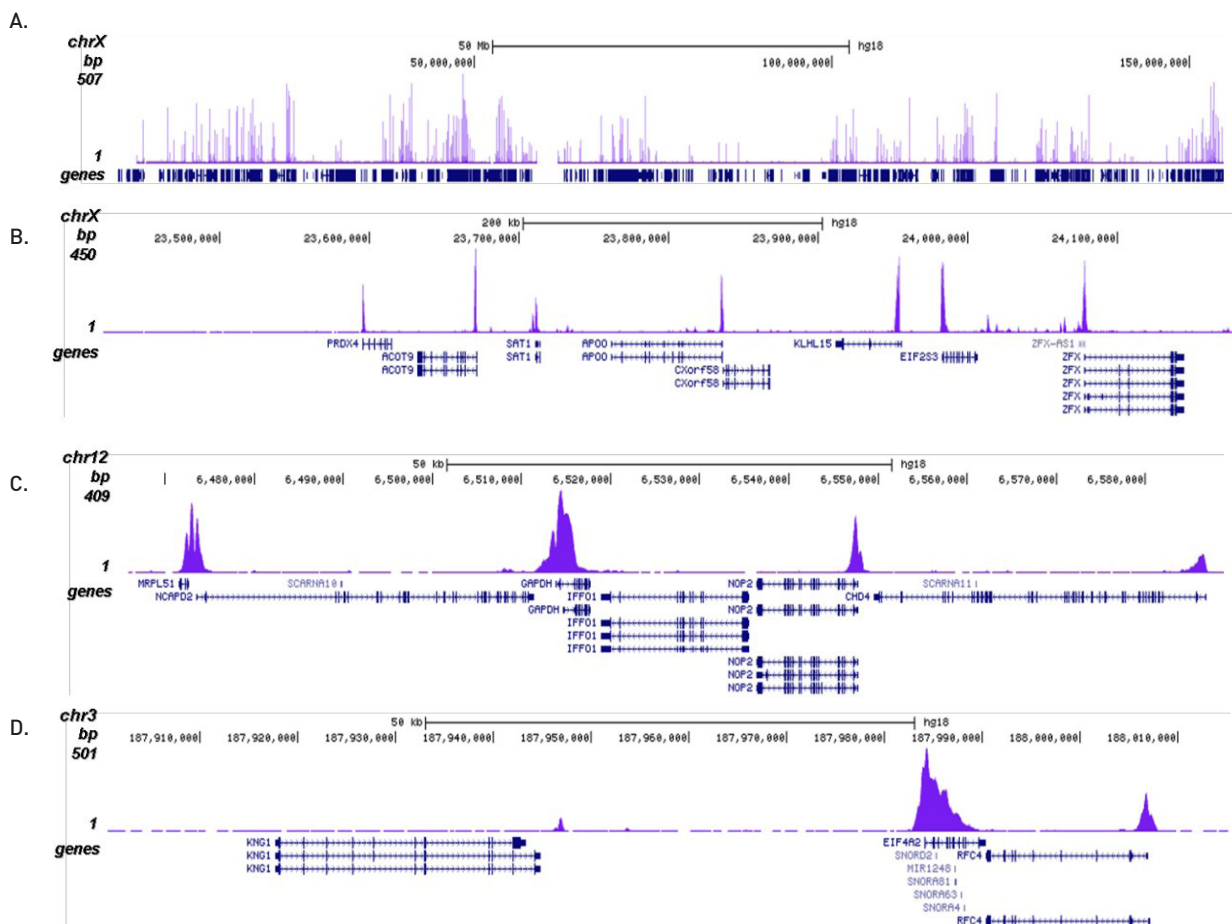 A.
chrX
50 Mb hg18
bp
50,000,000 100,000,000 150,000,000
507
1
genes
B.
chrX
200 kb hg18
bp
23,500,000 23,600,000 23,700,000 23,800,000 23,900,000 24,000,000 24,100,000
450
1
genes
PRDX4 SAT1 APOO KLHL15 ZFX-AS1
ACOT9 SAT1 APOO EIF2S3 ZFX
ACOT9 CXorf58 ZFX
CXorf58 ZFX
ZFX
ZFX
C.
chr12
50 kb hg18
bp
6,480,000 6,490,000 6,500,000 6,510,000 6,520,000 6,530,000 6,540,000 6,550,000 6,560,000 6,570,000 6,580,000
409
1
genes
MRPL51 SCARNA10 GAPDH NOP2 SCARNA11
NCAPD2 IFFO1 CHD4
GAPDH NOP2
IFFO1
IFFO1
IFFO1
NOP2
NOP2
NOP2
D.
chr3
50 kb hg18
bp
187,910,000 187,920,000 187,930,000 187,940,000 187,950,000 187,960,000 187,970,000 187,980,000 187,990,000 188,000,000 188,010,000
501
1
genes
KNG1 EIF4A2
KNG1 SNORD2 RFC4
KNG1 MIR1248
SNORA81
SNORA63
SNORA4
RFC4